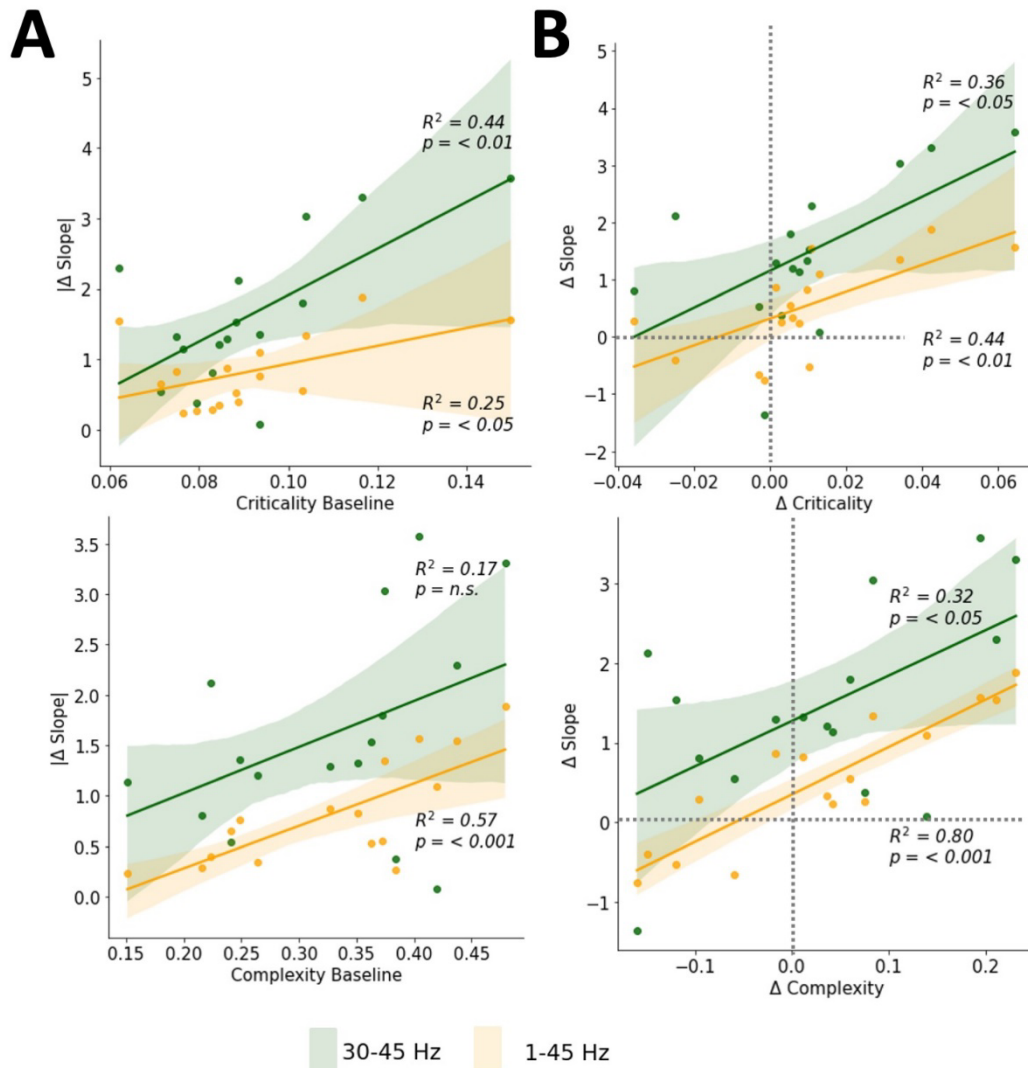 A
B
|Δ Slope|
5
4
3
2
1
0
R² = 0.44
p = < 0.01
R² = 0.25
p = < 0.05
0.06 0.08 0.10 0.12 0.14
Criticality Baseline
Δ Slope
5
4
3
2
1
0
−1
−2
R² = 0.36
p = < 0.05
R² = 0.44
p = < 0.01
−0.04 −0.02 0.00 0.02 0.04 0.06
Δ Criticality
|Δ Slope|
3.5
3.0
2.5
2.0
1.5
1.0
0.5
0.0
R² = 0.17
p = n.s.
R² = 0.57
p = < 0.001
0.15 0.20 0.25 0.30 0.35 0.40 0.45
Complexity Baseline
Δ Slope
3
2
1
0
−1
R² = 0.32
p = < 0.05
R² = 0.80
p = < 0.001
−0.1 0.0 0.1 0.2
Δ Complexity
30-45 Hz 1-45 Hz